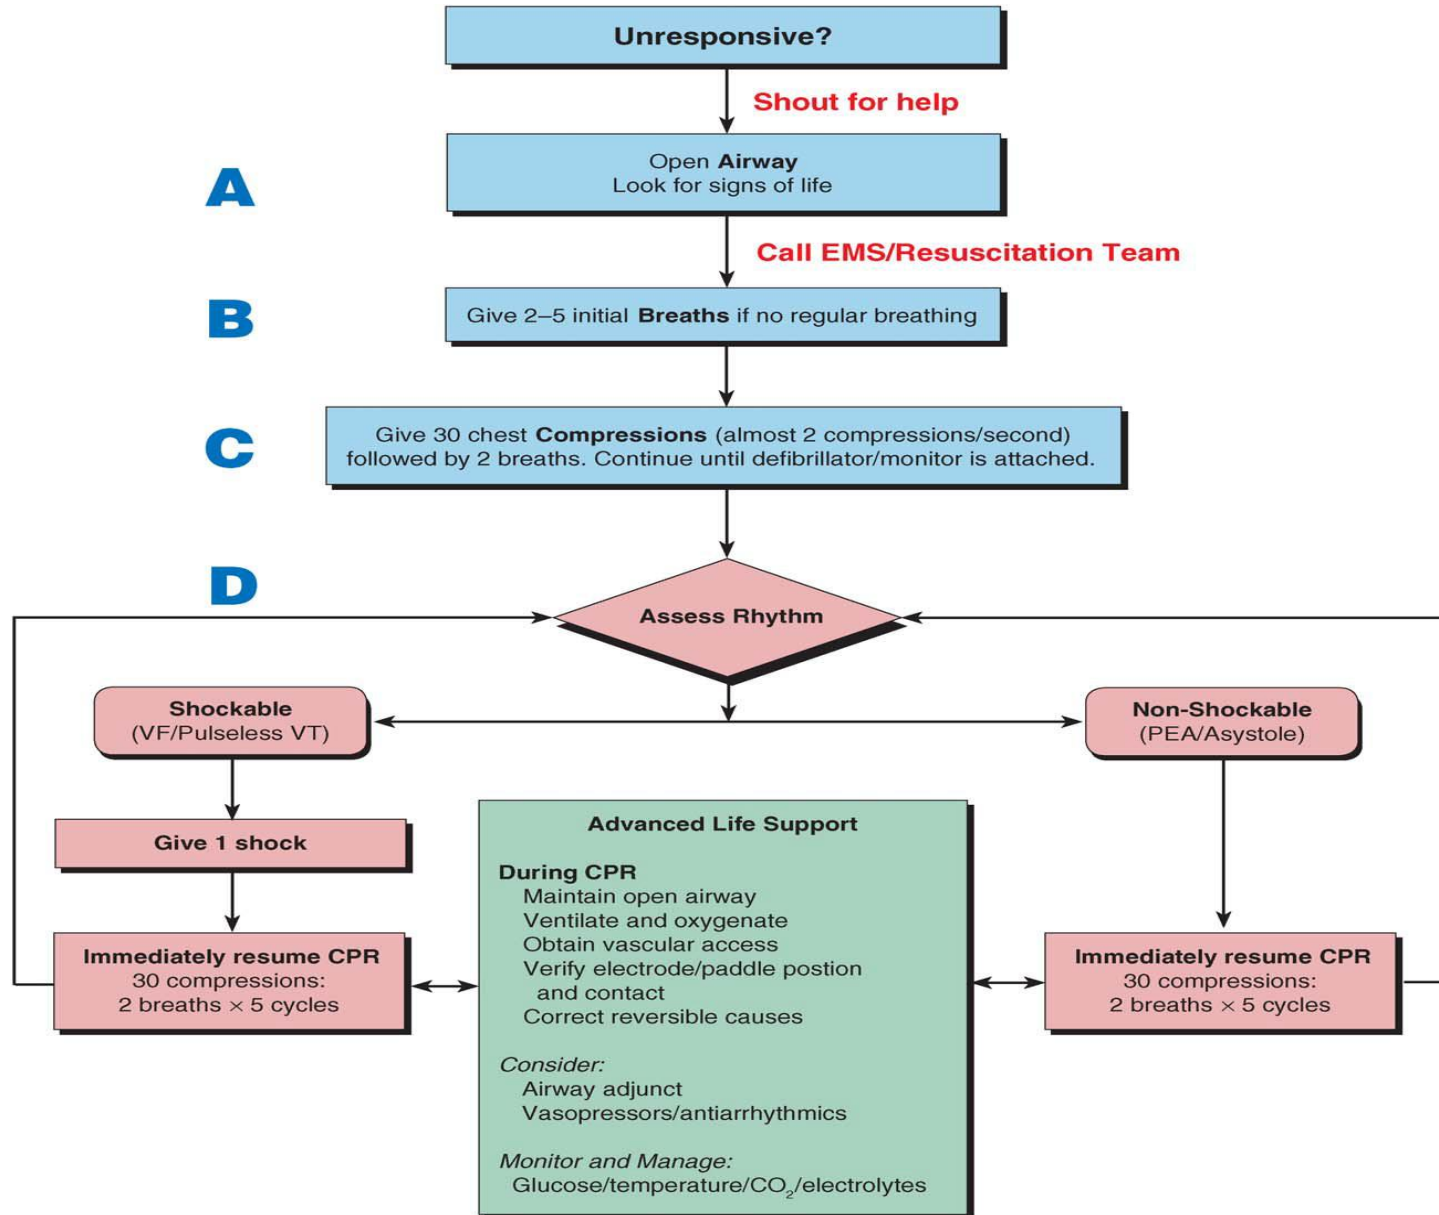 Unresponsive?
Shout for help
A
Open Airway
Look for signs of life
Call EMS/Resuscitation Team
B
Give 2–5 initial Breaths if no regular breathing
C
Give 30 chest Compressions (almost 2 compressions/second)
followed by 2 breaths. Continue until defibrillator/monitor is attached.
D
Assess Rhythm
Shockable
(VF/Pulseless VT)
Non-Shockable
(PEA/Asystole)
Give 1 shock
Immediately resume CPR
30 compressions:
2 breaths × 5 cycles
Advanced Life Support
During CPR
Maintain open airway
Ventilate and oxygenate
Obtain vascular access
Verify electrode/paddle postion
and contact
Correct reversible causes
Consider:
Airway adjunct
Vasopressors/antiarrhythmics
Monitor and Manage:
Glucose/temperature/CO₂/electrolytes
Immediately resume CPR
30 compressions:
2 breaths × 5 cycles